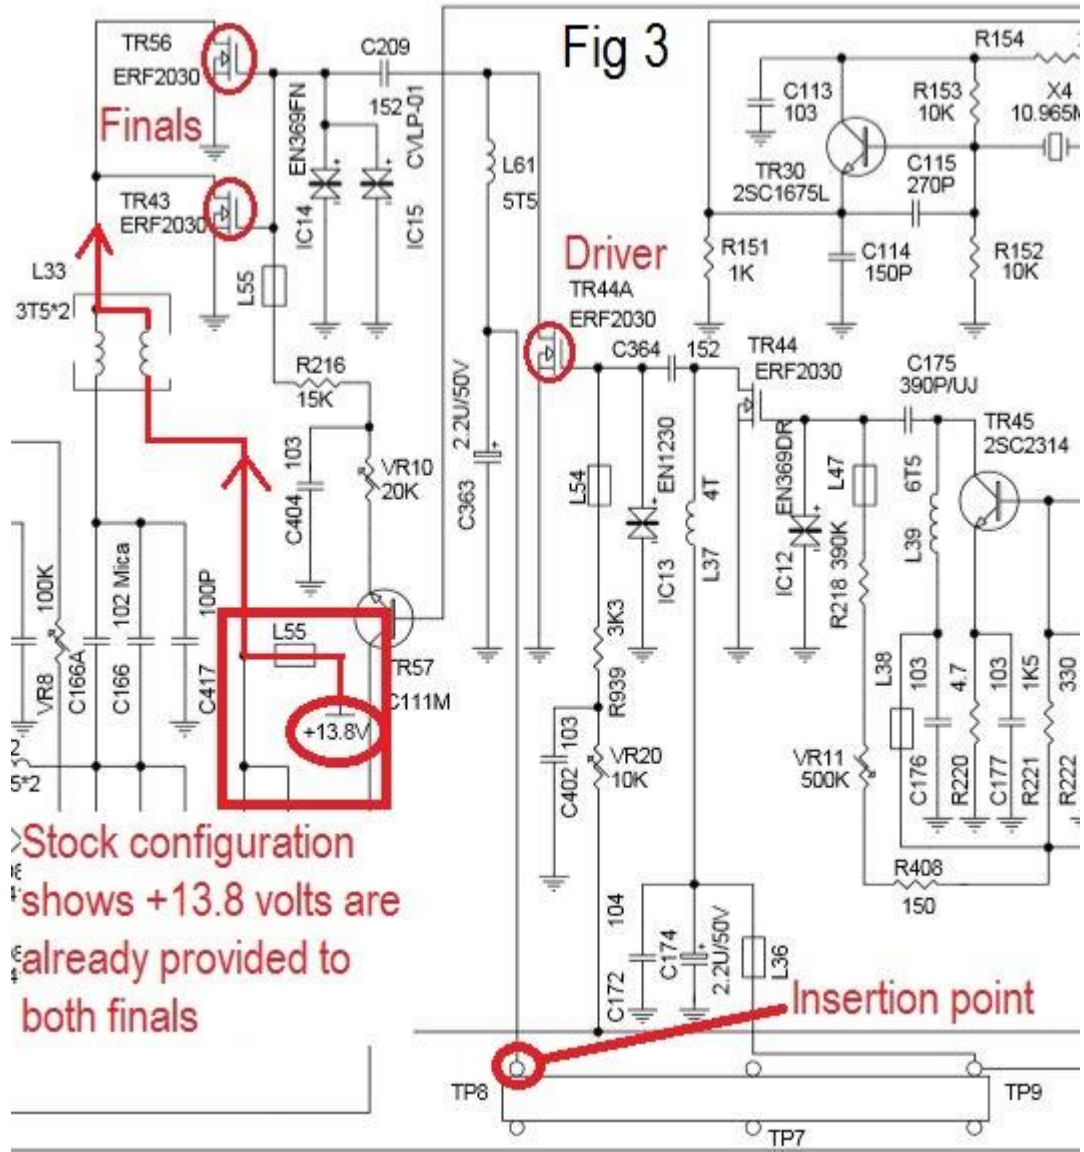 Fig 3
TR56
ERF2030
Finals
TR43
ERF2030
L33
3T5*2
C209
152
EN369FN
IC14
CVLP-01
IC15
L55
R216
15K
103
C404
VR10
20K
L61
5T5
2.2U/50V
C363
Driver
TR44A
ERF2030
C364
152
TR44
ERF2030
C113
103
TR30
2SC1675L
R154
R153
10K
X4
10.965M
C115
270P
R151
1K
C114
150P
R152
10K
C175
390P/UJ
TR45
2SC2314
L54
EN1230
IC13
4T
L37
EN369DR
IC12
L47
R218 390K
6T5
L39
3K3
R939
103
C402
VR20
10K
VR11
500K
L38
103
C176
4.7
R220
103
C177
1K5
R221
330
R222
R408
150
100K
VR8
C166A
102 Mica
C166
100P
C417
L55
+13.8V
TR57
C111M
5*2
Stock configuration
shows +13.8 volts are
already provided to
both finals
104
C172
C174
2.2U/50V
L36
Insertion point
TP8
TP7
TP9